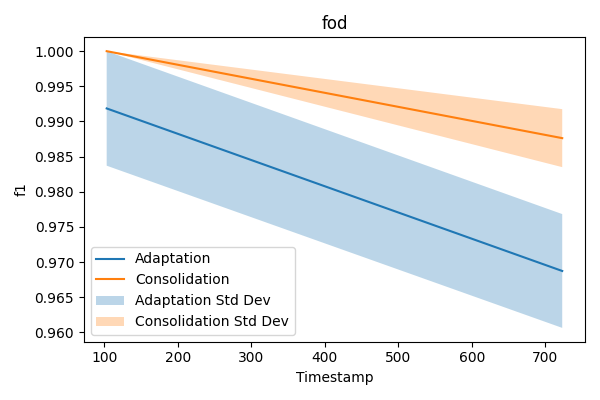 fod
1.000
0.995
0.990
0.985
0.980
0.975
0.970
0.965
0.960
f1
Adaptation
Consolidation
Adaptation Std Dev
Consolidation Std Dev
100 200 300 400 500 600 700
Timestamp